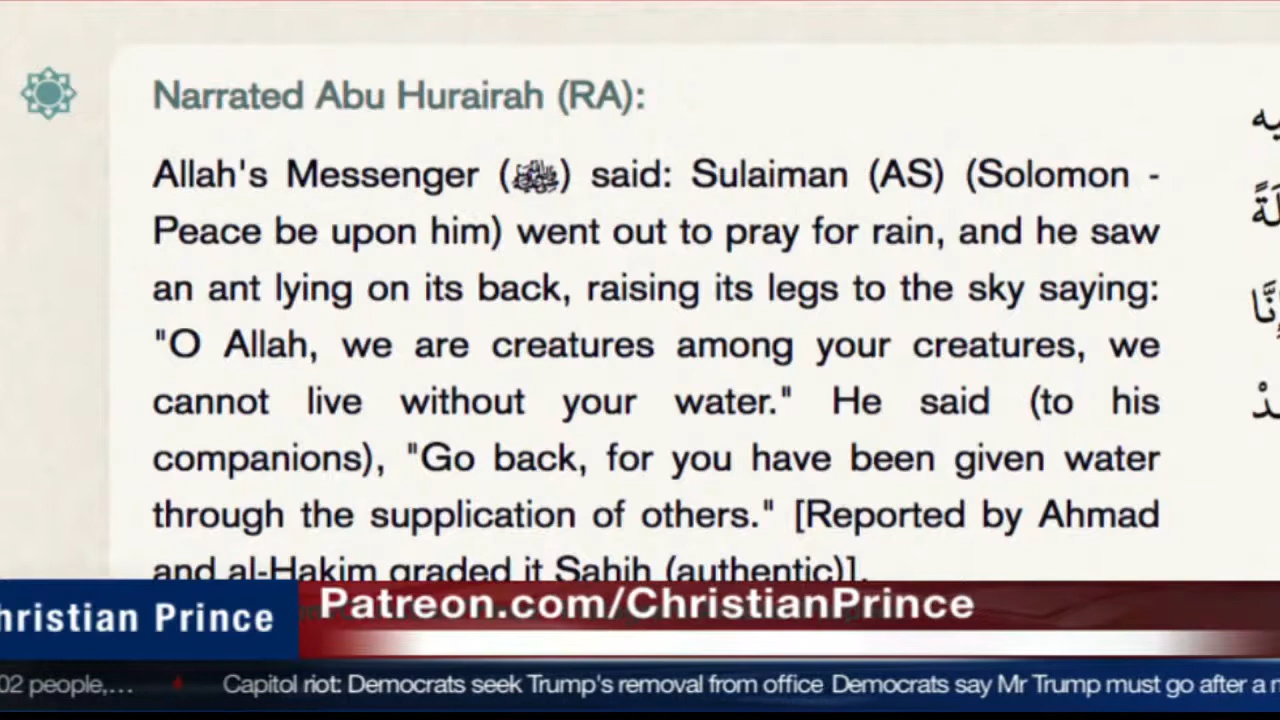 Narrated Abu Hurairah (RA):
Allah's Messenger (ﷺ) said: Sulaiman (AS) (Solomon -
Peace be upon him) went out to pray for rain, and he saw
an ant lying on its back, raising its legs to the sky saying:
"O Allah, we are creatures among your creatures, we
cannot live without your water." He said (to his
companions), "Go back, for you have been given water
through the supplication of others." [Reported by Ahmad
and al-Hakim graded it Sahih (authentic)].
hristian Prince
Patreon.com/ChristianPrince
02 people,...
Capitol riot: Democrats seek Trump's removal from office Democrats say Mr Trump must go after a